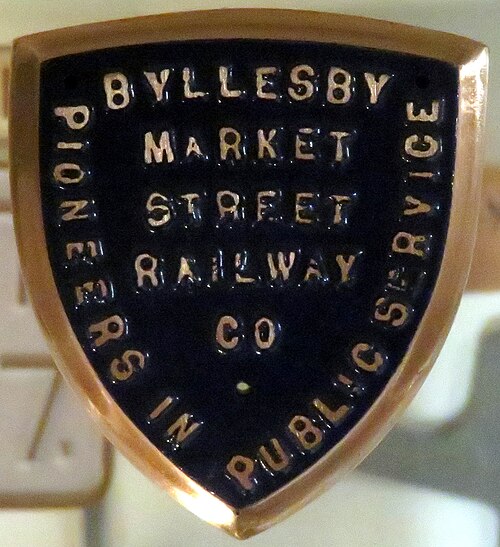 BYLLESBY
MARKET
STREET
RAILWAY
CO
PIONEERS IN PUBLIC SERVICE